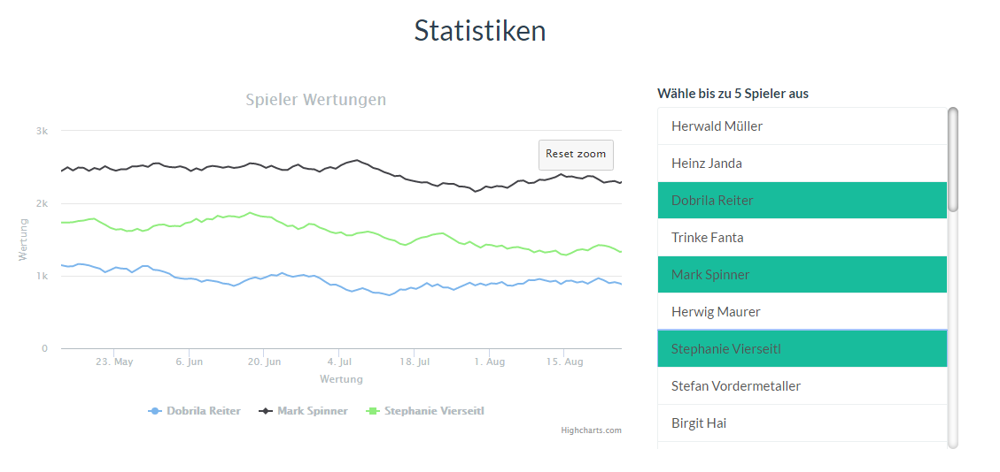 Statistiken
Spieler Wertungen
Reset zoom
3k
2k
1k
0
Wertung
23. May
6. Jun
20. Jun
4. Jul
18. Jul
1. Aug
15. Aug
Wertung
Dobrila Reiter
Mark Spinner
Stephanie Vierseitl
Highcharts.com
Wähle bis zu 5 Spieler aus
Herwald Müller
Heinz Janda
Dobrila Reiter
Trinke Fanta
Mark Spinner
Herwig Maurer
Stephanie Vierseitl
Stefan Vordermetaller
Birgit Hai